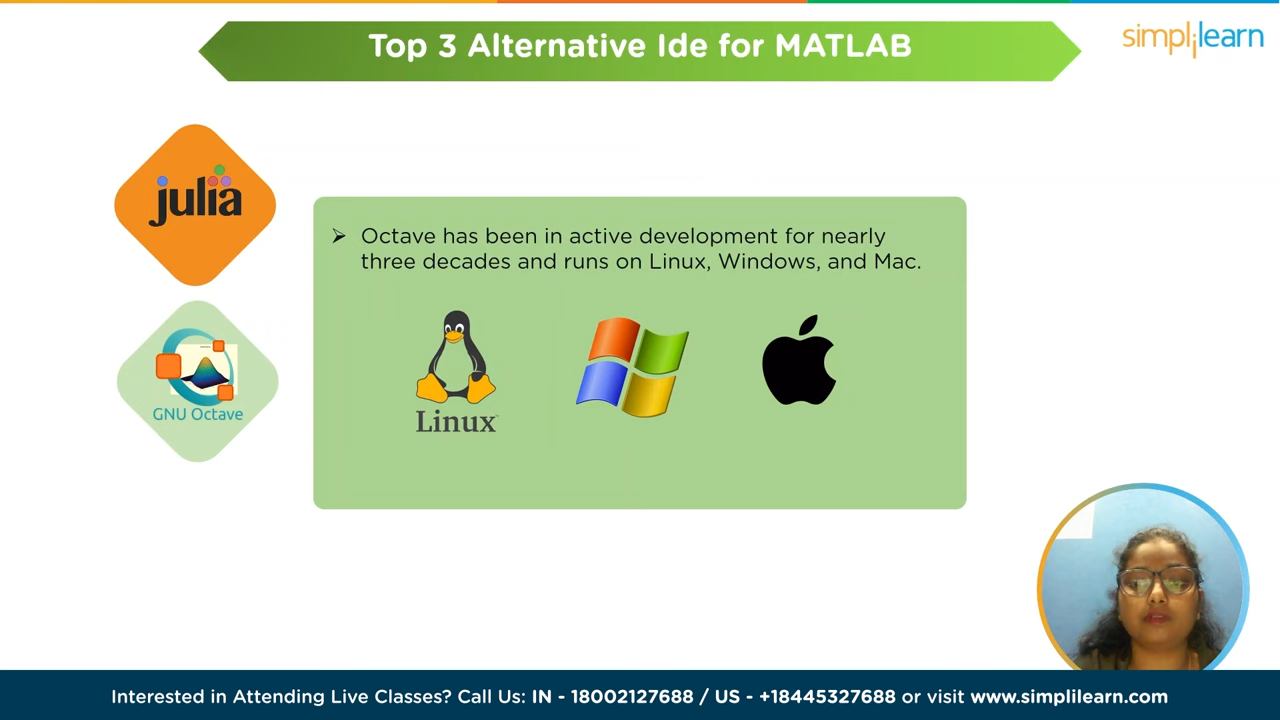 Top 3 Alternative Ide for MATLAB
simplilearn
julia
➢ Octave has been in active development for nearly
three decades and runs on Linux, Windows, and Mac.
GNU Octave
Linux
Interested in Attending Live Classes? Call Us: IN - 18002127688 / US - +18445327688 or visit www.simplilearn.com